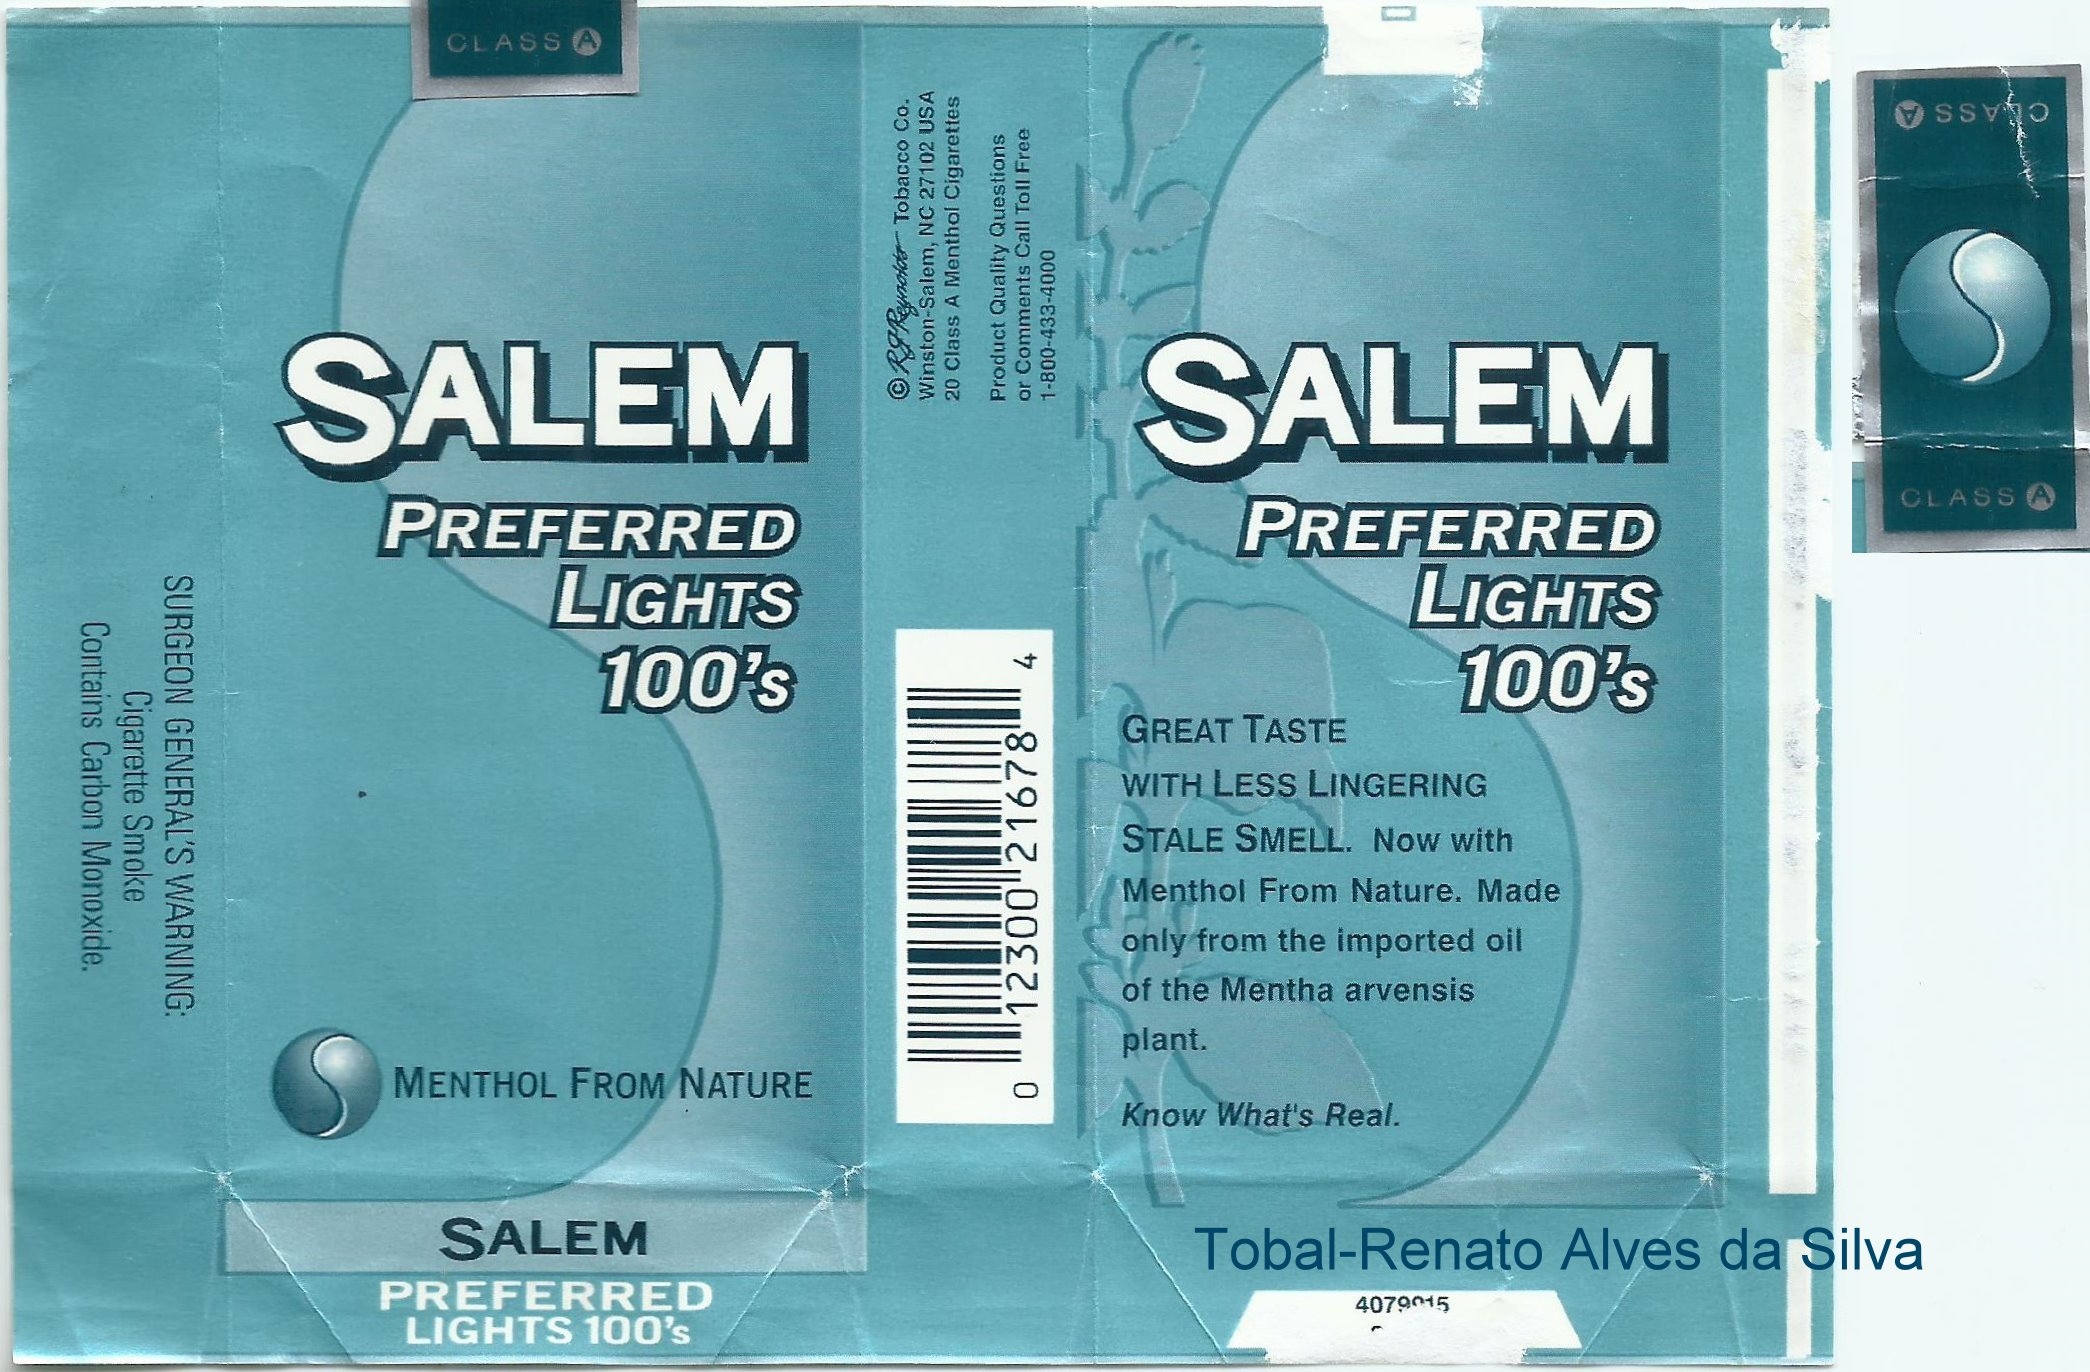 CLASS A
SALEM
PREFERRED
LIGHTS
100's
SURGEON GENERAL'S WARNING:
Cigarette Smoke
Contains Carbon Monoxide.
MENTHOL FROM NATURE
SALEM
PREFERRED
LIGHTS 100's
© RJReynolds Tobacco Co.
Winston-Salem, NC 27102 USA
20 Class A Menthol Cigarettes
Product Quality Questions
or Comments Call Toll Free
1-800-433-4000
0 12300 21678 4
SALEM
PREFERRED
LIGHTS
100's
GREAT TASTE
WITH LESS LINGERING
STALE SMELL. Now with
Menthol From Nature. Made
only from the imported oil
of the Mentha arvensis
plant.
Know What's Real.
Tobal-Renato Alves da Silva
CLASS A
CLASS A